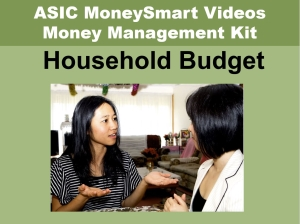 ASIC MoneySmart Videos
Money Management Kit
Household Budget